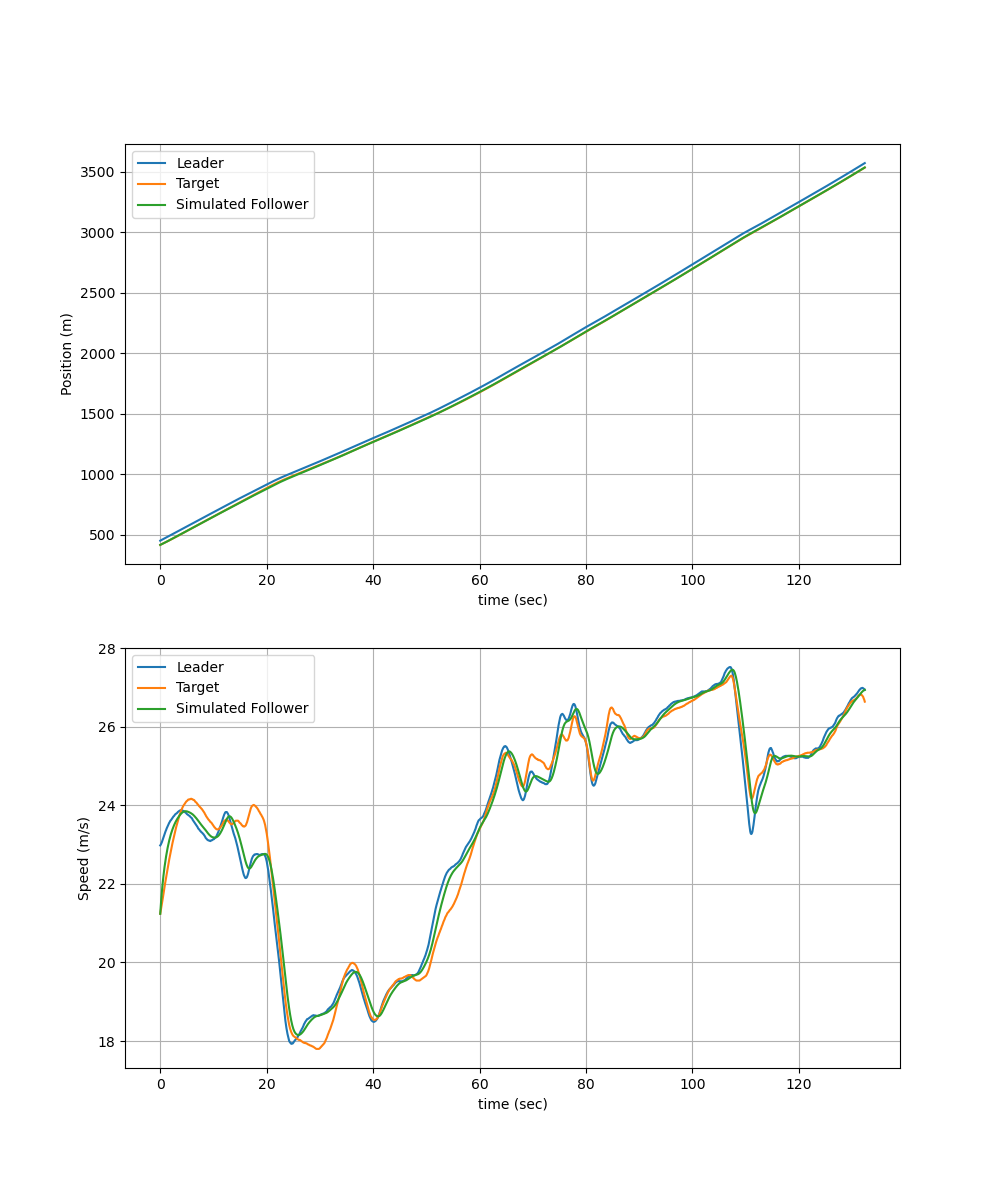 Leader
Target
Simulated Follower
3500
3000
2500
2000
1500
1000
500
Position (m)
0 20 40 60 80 100 120
time (sec)
Leader
Target
Simulated Follower
28
26
24
22
20
18
Speed (m/s)
0 20 40 60 80 100 120
time (sec)